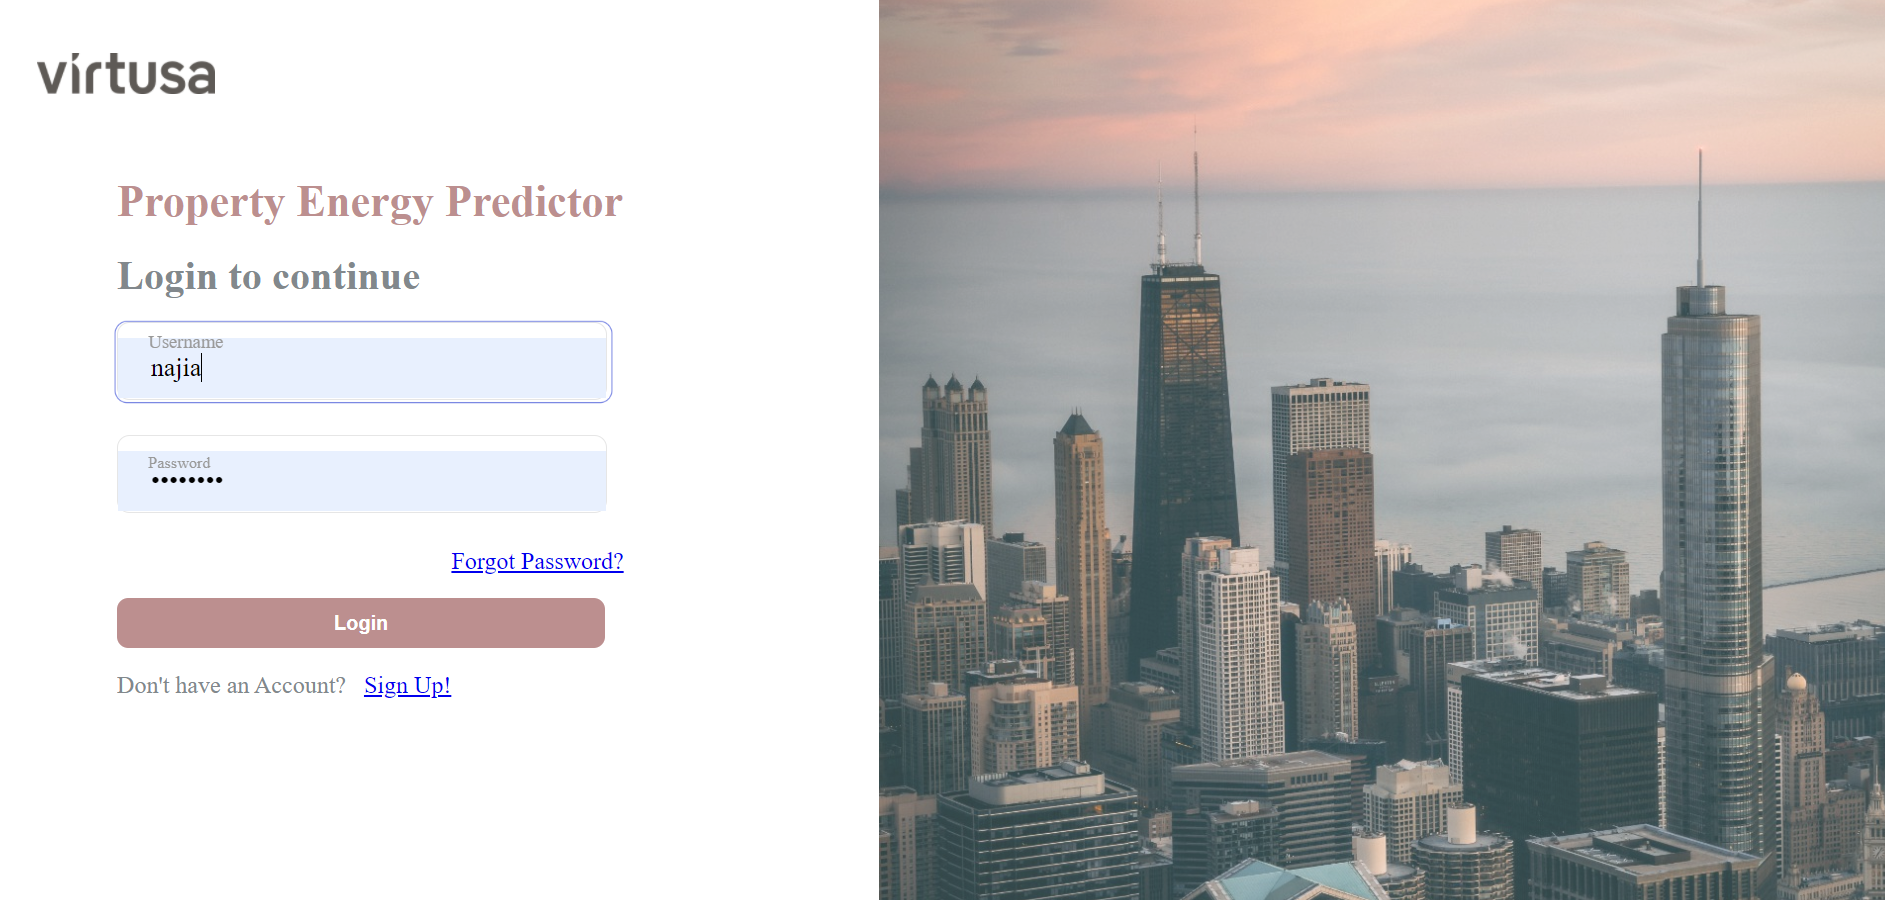 virtusa
Property Energy Predictor
Login to continue
Username
najia
Password
••••••••
Forgot Password?
Login
Don't have an Account? Sign Up!